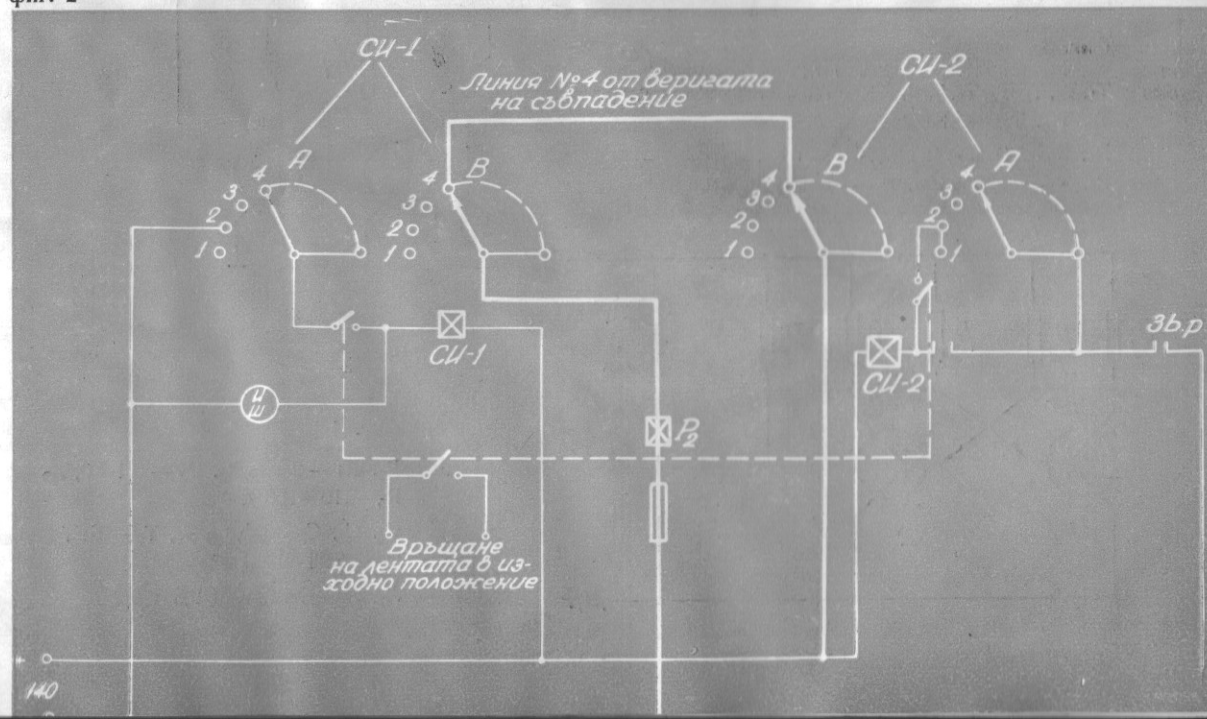 фиг. 2
СИ-1
Линия №4 от веригата
на съвпадение
СИ-2
A
B
B
A
4
3
2
1
4
3
2
1
4
3
2
1
4
2
1
СИ-1
Зв.р.
СИ-2
И
Ш
P2
Връщане
на лентата в из-
ходно положение
+
140